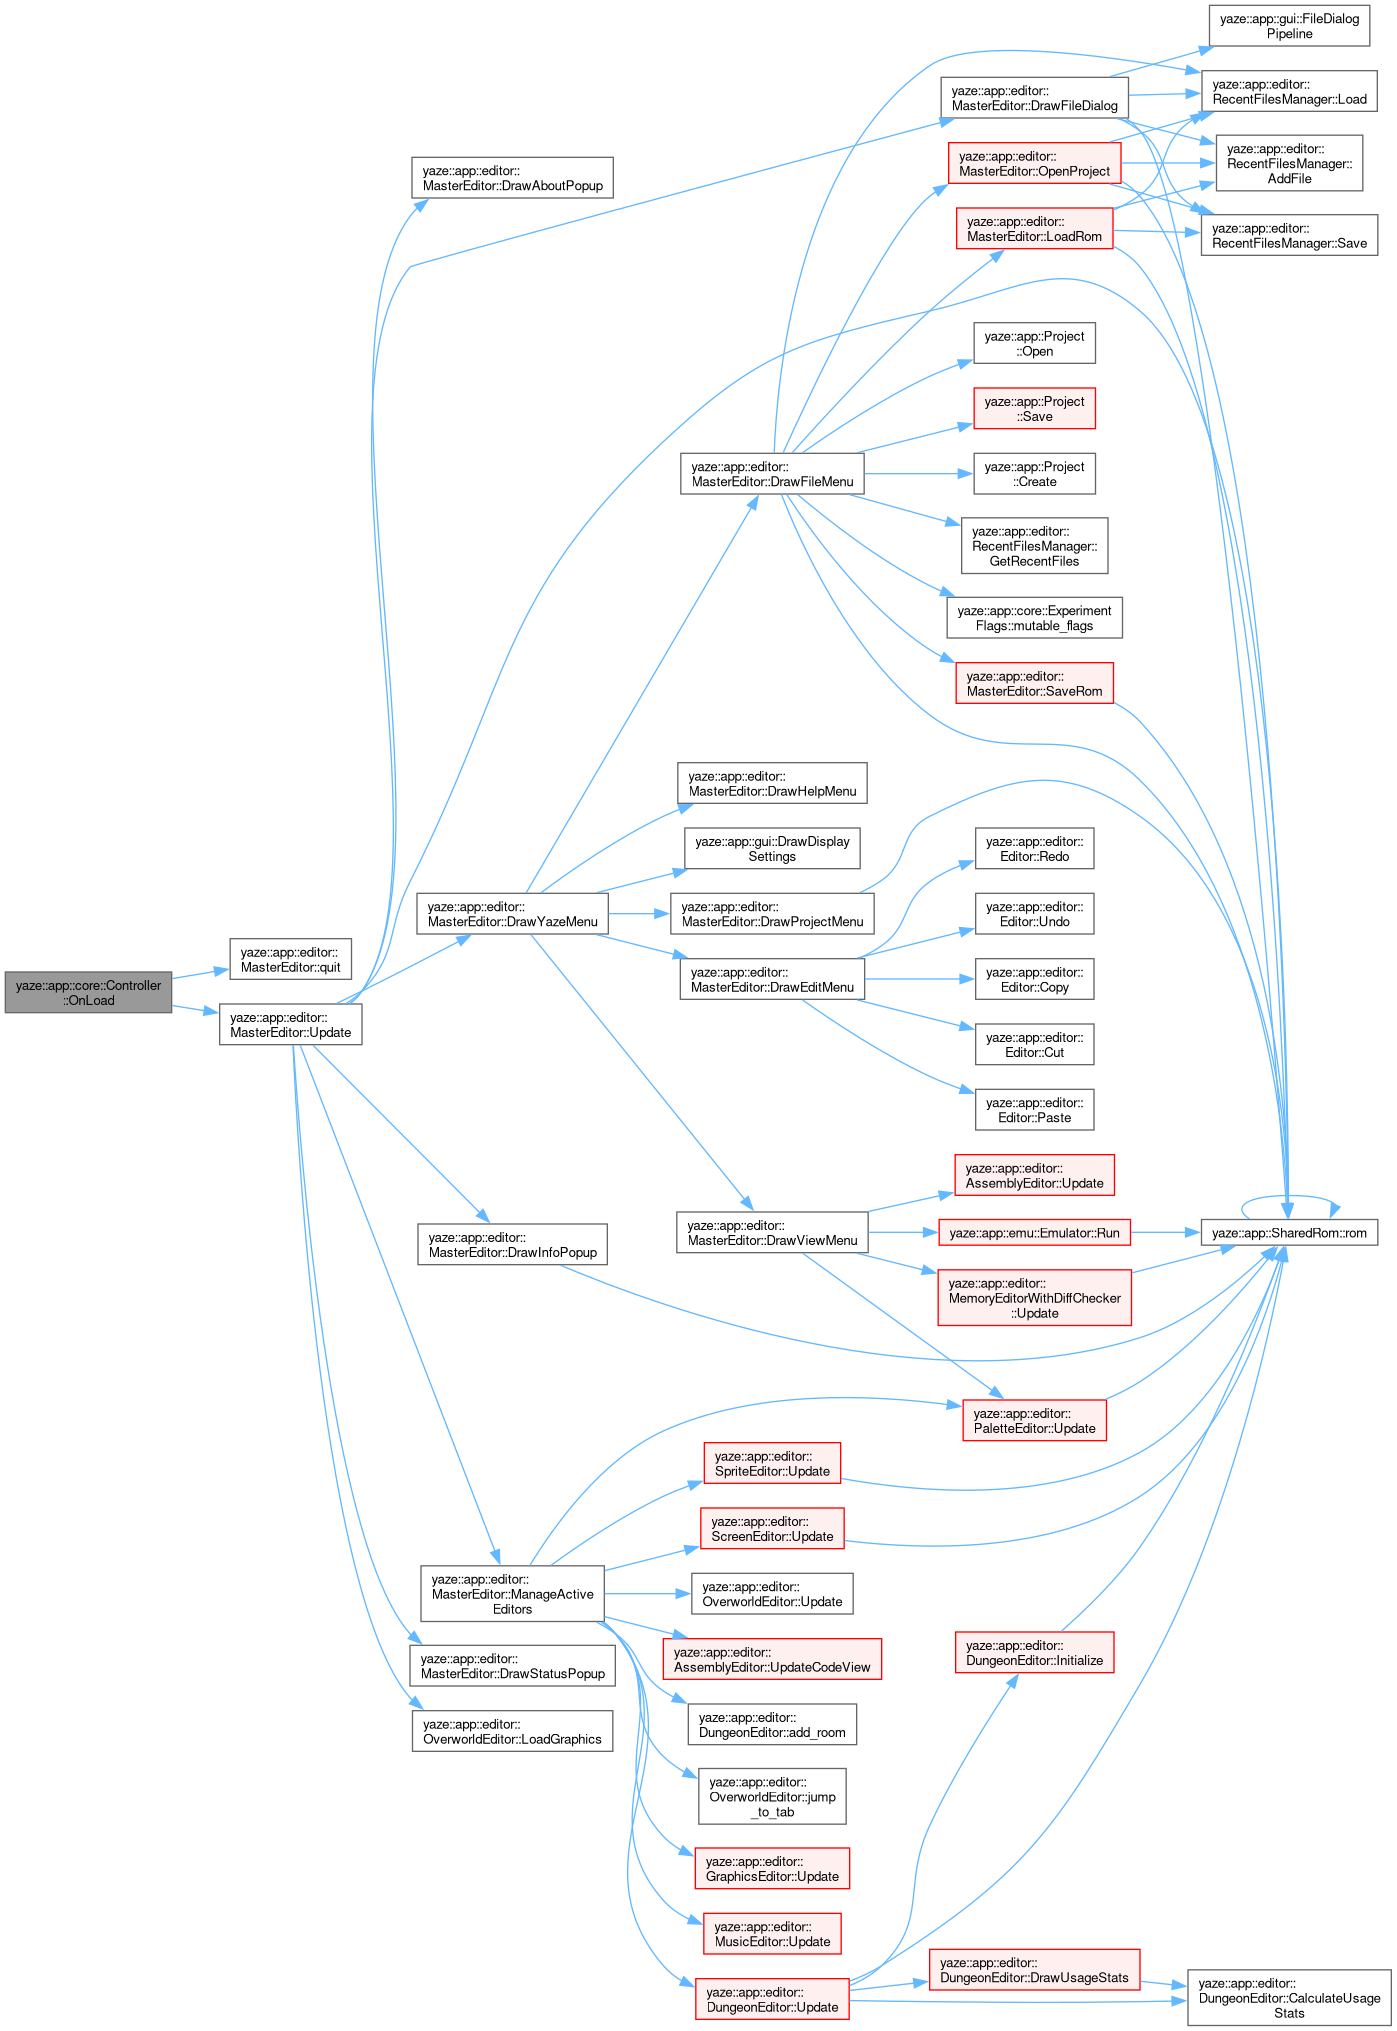 yaze::app::gui::FileDialog
Pipeline
yaze::app::editor::
RecentFilesManager::Load
yaze::app::editor::
MasterEditor::DrawFileDialog
yaze::app::editor::
RecentFilesManager::
AddFile
yaze::app::editor::
MasterEditor::OpenProject
yaze::app::editor::
MasterEditor::DrawAboutPopup
yaze::app::editor::
MasterEditor::LoadRom
yaze::app::editor::
RecentFilesManager::Save
yaze::app::Project
::Open
yaze::app::Project
::Save
yaze::app::editor::
MasterEditor::DrawFileMenu
yaze::app::Project
::Create
yaze::app::editor::
RecentFilesManager::
GetRecentFiles
yaze::app::core::Experiment
Flags::mutable_flags
yaze::app::editor::
MasterEditor::SaveRom
yaze::app::editor::
MasterEditor::DrawHelpMenu
yaze::app::gui::DrawDisplay
Settings
yaze::app::editor::
Editor::Redo
yaze::app::editor::
MasterEditor::DrawYazeMenu
yaze::app::editor::
MasterEditor::DrawProjectMenu
yaze::app::editor::
Editor::Undo
yaze::app::editor::
MasterEditor::quit
yaze::app::editor::
MasterEditor::DrawEditMenu
yaze::app::editor::
Editor::Copy
yaze::app::core::Controller
::OnLoad
yaze::app::editor::
MasterEditor::Update
yaze::app::editor::
Editor::Cut
yaze::app::editor::
Editor::Paste
yaze::app::editor::
AssemblyEditor::Update
yaze::app::editor::
MasterEditor::DrawInfoPopup
yaze::app::editor::
MasterEditor::DrawViewMenu
yaze::app::emu::Emulator::Run
yaze::app::SharedRom::rom
yaze::app::editor::
MemoryEditorWithDiffChecker
::Update
yaze::app::editor::
PaletteEditor::Update
yaze::app::editor::
SpriteEditor::Update
yaze::app::editor::
ScreenEditor::Update
yaze::app::editor::
MasterEditor::ManageActive
Editors
yaze::app::editor::
OverworldEditor::Update
yaze::app::editor::
MasterEditor::DrawStatusPopup
yaze::app::editor::
AssemblyEditor::UpdateCodeView
yaze::app::editor::
DungeonEditor::Initialize
yaze::app::editor::
OverworldEditor::LoadGraphics
yaze::app::editor::
DungeonEditor::add_room
yaze::app::editor::
OverworldEditor::jump
_to_tab
yaze::app::editor::
GraphicsEditor::Update
yaze::app::editor::
MusicEditor::Update
yaze::app::editor::
DungeonEditor::Update
yaze::app::editor::
DungeonEditor::DrawUsageStats
yaze::app::editor::
DungeonEditor::CalculateUsage
Stats